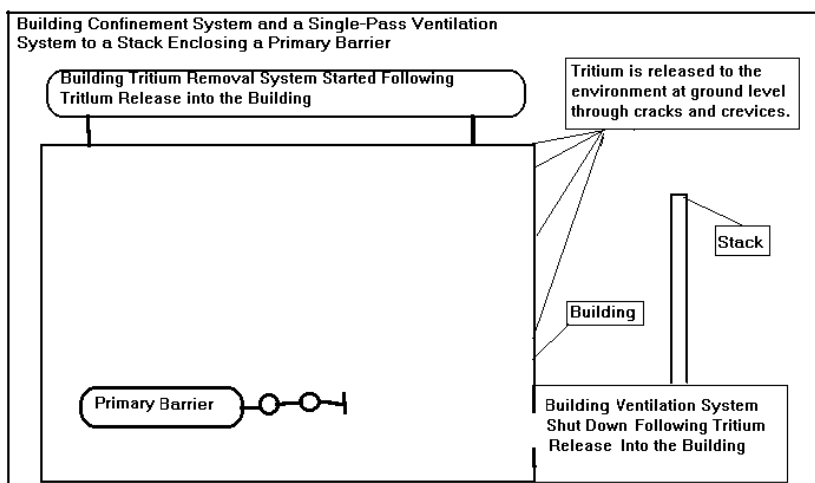 Building Confinement System and a Single-Pass Ventilation
System to a Stack Enclosing a Primary Barrier
Building Tritium Removal System Started Following
Tritlum Release into the Building
Tritium is released to the
environment at ground level
through cracks and crevices.
Stack
Building
Primary Barrier
Building Ventilation System
Shut Down Following Tritium
Release Into the Building